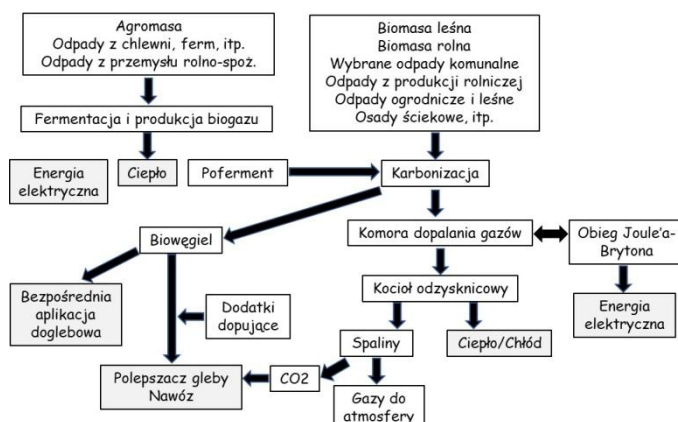 Agromasa
Odpady z chlewni, ferm, itp.
Odpady z przemysłu rolno-spoż.
Biomasa leśna
Biomasa rolna
Wybrane odpady komunalne
Odpady z produkcji rolniczej
Odpady ogrodnicze i leśne
Osady ściekowe, itp.
Fermentacja i produkcja biogazu
Energia
elektryczna
Ciepło
Poferment
Karbonizacja
Biowęgiel
Komora dopalania gazów
Obieg Joule'a-
Brytona
Bezpośrednia
aplikacja
doglebowa
Dodatki
dopujące
Kocioł odzysknicowy
Energia
elektryczna
Spaliny
Ciepło/Chłód
Polepszacz gleby
Nawóz
CO2
Gazy do
atmosfery